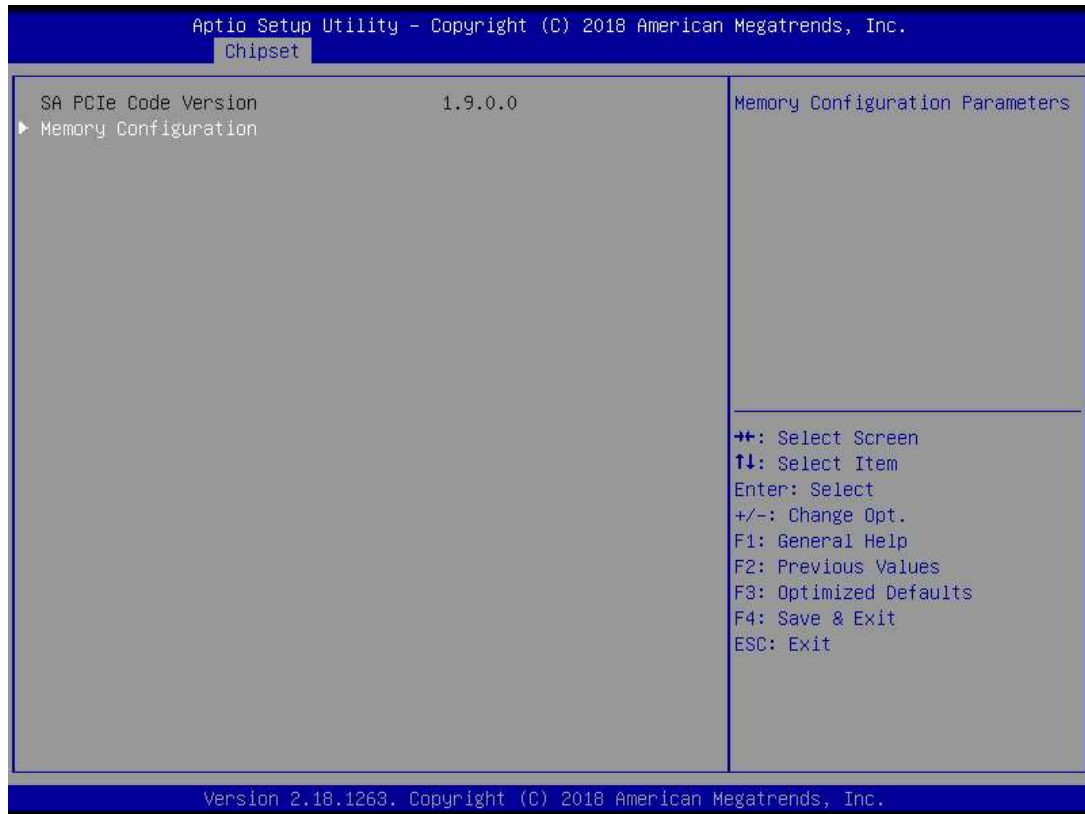 Aptio Setup Utility – Copyright (C) 2018 American Megatrends, Inc.
Chipset
SA PCIe Code Version 1.9.0.0
▶ Memory Configuration
Memory Configuration Parameters
→←: Select Screen
↑↓: Select Item
Enter: Select
+/-: Change Opt.
F1: General Help
F2: Previous Values
F3: Optimized Defaults
F4: Save & Exit
ESC: Exit
Version 2.18.1263. Copyright (C) 2018 American Megatrends, Inc.